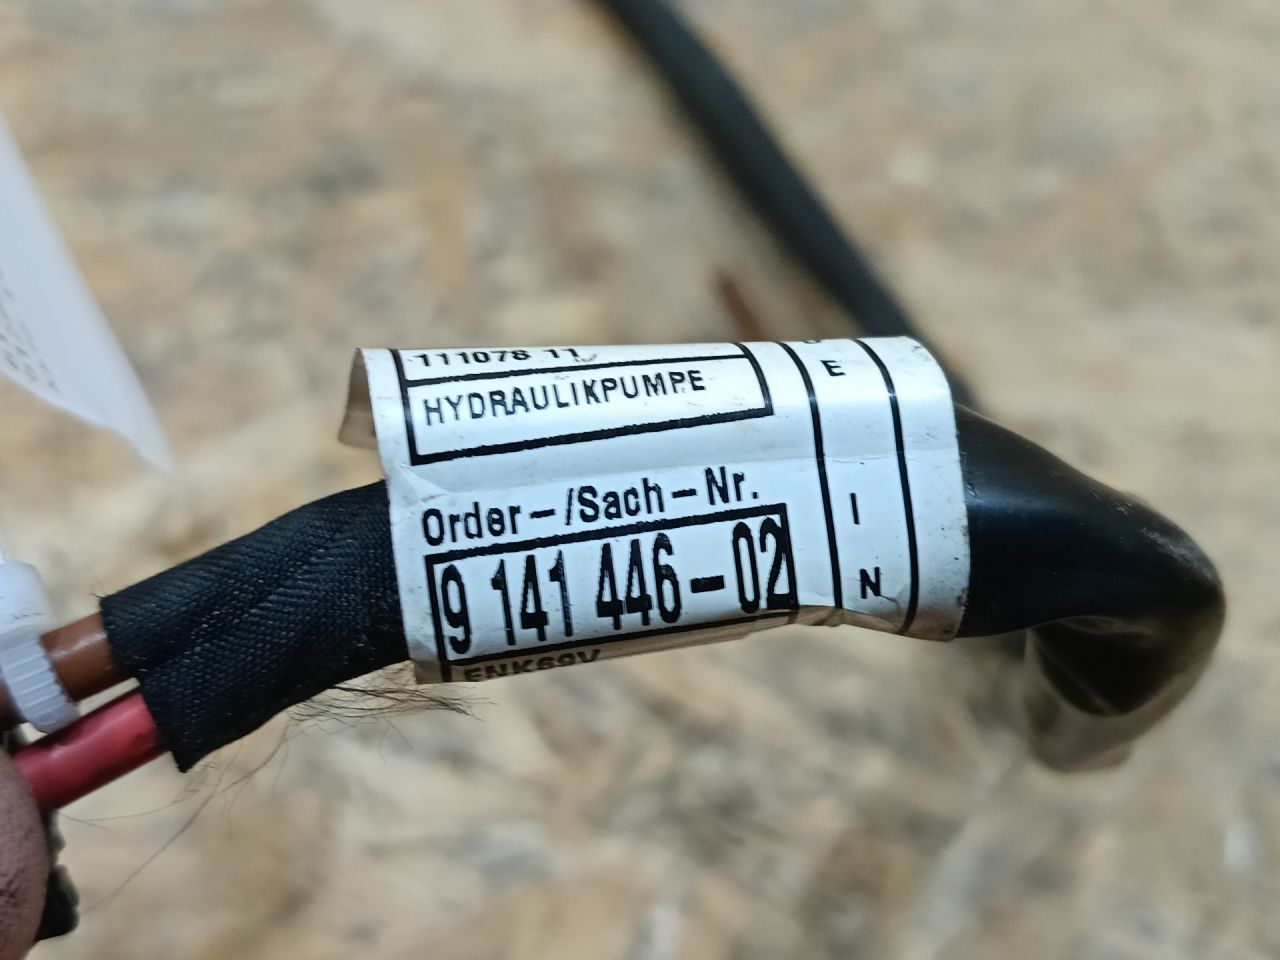 111078 11
HYDRAULIKPUMPE
Order-/Sach-Nr.
9 141 446-02
E
I
N